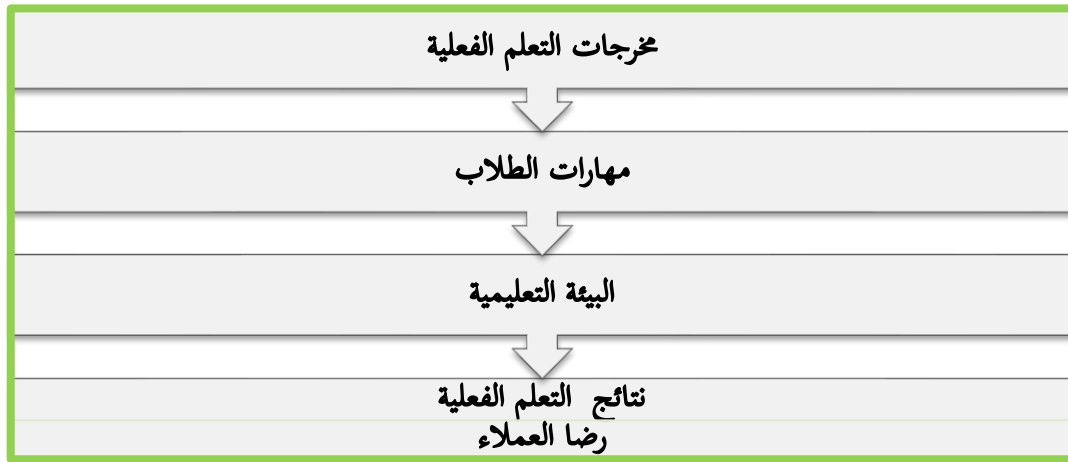 مخرجات التعلم الفعلية
مهارات الطلاب
البيئة التعليمية
نتائج التعلم الفعلية
رضا العملاء